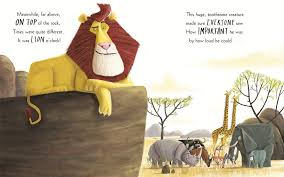 Meanwhile, far above,
ON TOP of the rock,
Times were quite different.
It was LION o'clock!
This huge, toothsome creature
made sure EVERYONE saw
How IMPORTANT he was
by how loud he could